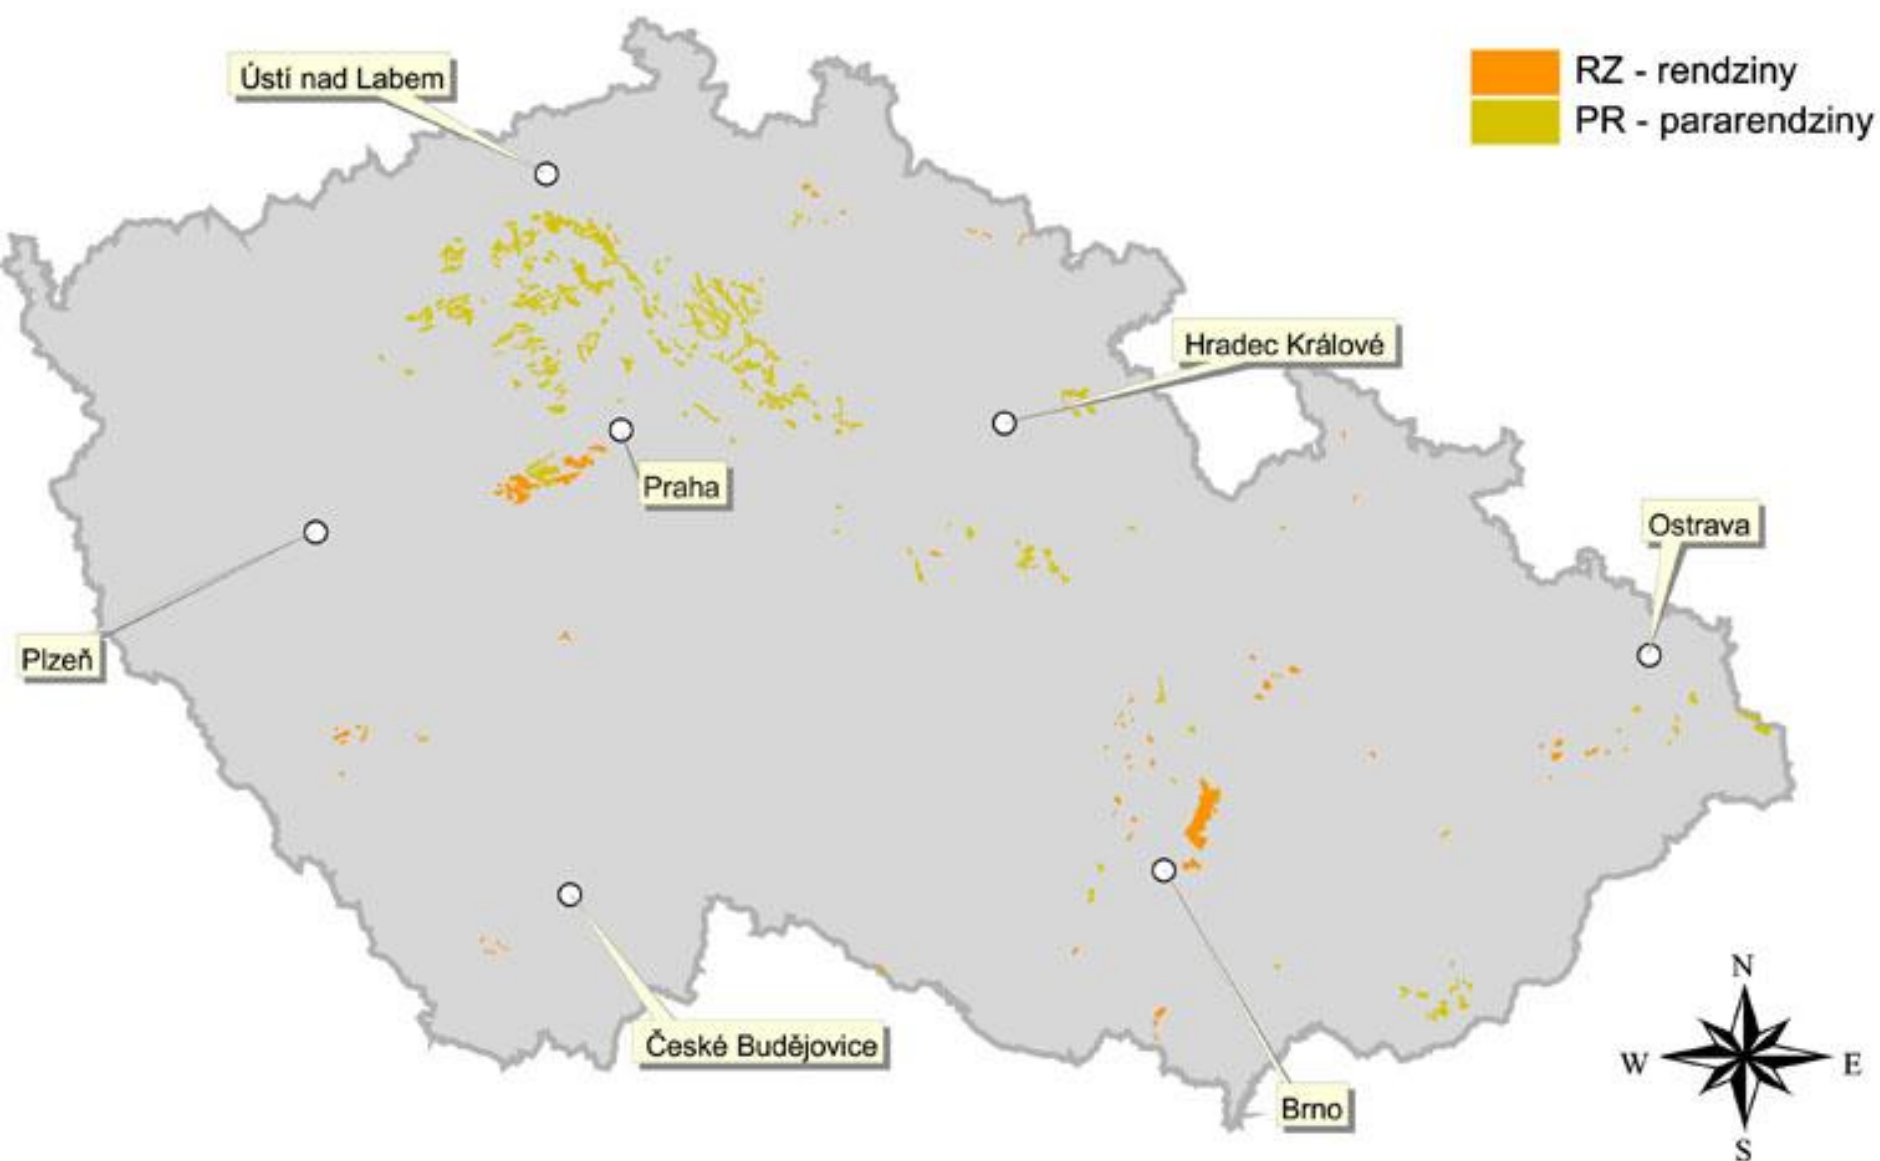 Ústí nad Labem
RZ - rendziny
PR - pararendziny
Hradec Králové
Praha
Ostrava
Plzeň
České Budějovice
Brno
N
W
E
S